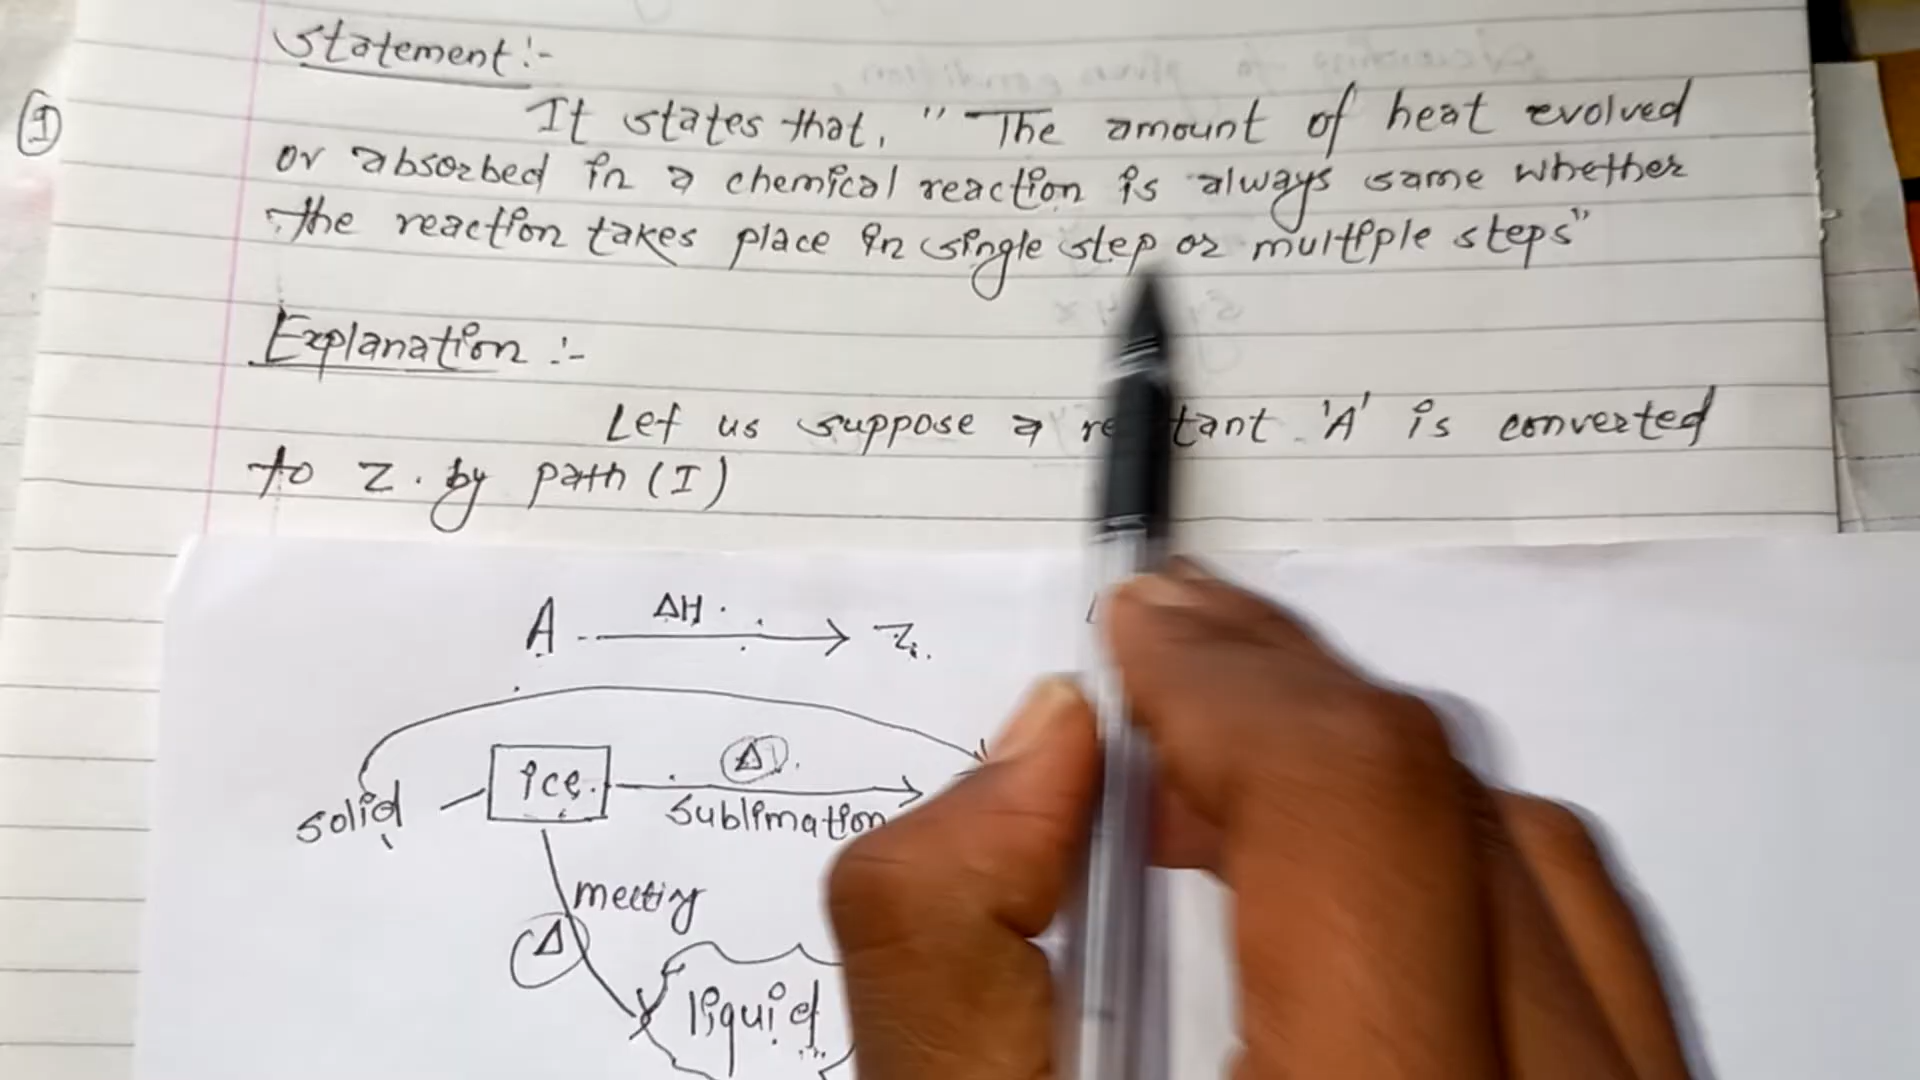 Statement :-
(I)
It states that, " The amount of heat evolved
or absorbed in a chemical reaction is always same whether
the reaction takes place in single step or multiple steps"
Explanation :-
Let us suppose a 'A' is converted
to Z. by path (I)
A ΔH Z.
ice. Δ
solid sublimation
melting
Δ
liquid